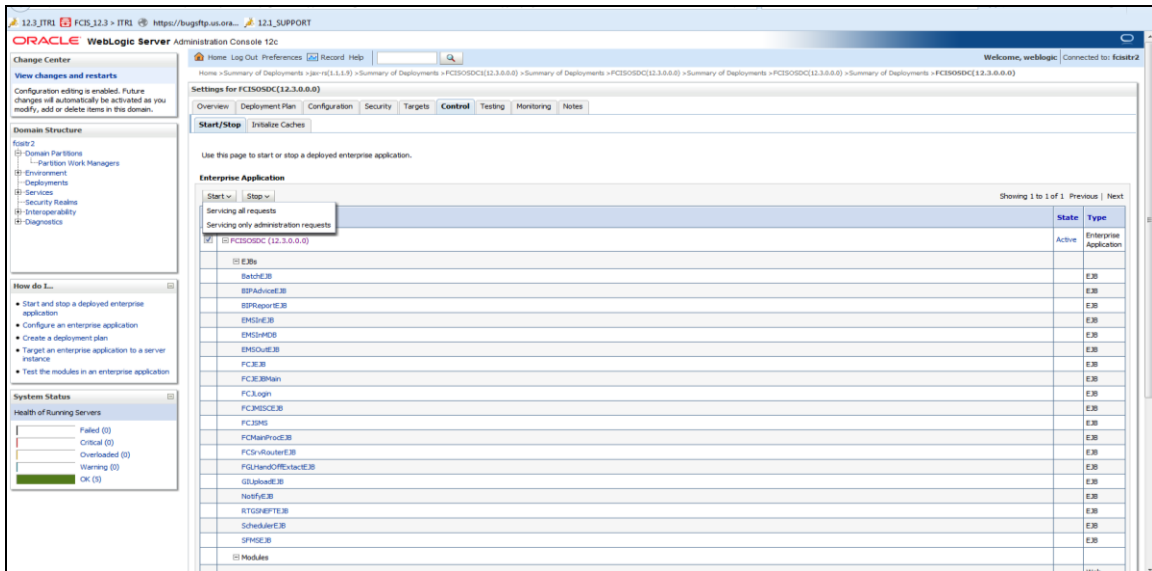 12.3_ITR1 FCIS_12.3 > ITR1 https://bugsftp.us.ora... 12.1_SUPPORT
ORACLE WebLogic Server Administration Console 12c
Change Center
View changes and restarts
Configuration editing is enabled. Future
changes will automatically be activated as you
modify, add or delete items in this domain.
Domain Structure
fcisitr2
Domain Partitions
Partition Work Managers
Environment
Deployments
Services
Security Realms
Interoperability
Diagnostics
How do I...
Start and stop a deployed enterprise
application
Configure an enterprise application
Create a deployment plan
Target an enterprise application to a server
instance
Test the modules in an enterprise application
System Status
Health of Running Servers
Failed (0)
Critical (0)
Overloaded (0)
Warning (0)
OK (5)
Home Log Out Preferences Record Help
Welcome, weblogic Connected to: fcisitr2
Home >Summary of Deployments >jax-rs(1.1.1.9) >Summary of Deployments >FCISOSDC1(12.3.0.0.0) >Summary of Deployments >FCISOSDC(12.3.0.0.0) >Summary of Deployments >FCISOSDC(12.3.0.0.0) >Summary of Deployments >FCISOSDC(12.3.0.0.0)
Settings for FCISOSDC(12.3.0.0.0)
Overview Deployment Plan Configuration Security Targets Control Testing Monitoring Notes
Start/Stop Initialize Caches
Use this page to start or stop a deployed enterprise application.
Enterprise Application
Start Stop Showing 1 to 1 of 1 Previous | Next
Servicing all requests
Servicing only administration requests
State Type
FCISOSDC (12.3.0.0.0) Active Enterprise Application
EJBs
BatchEJB EJB
BIPAdviceEJB EJB
BIPReportEJB EJB
EMSInEJB EJB
EMSInMDB EJB
EMSOutEJB EJB
FCJEJB EJB
FCJEJBMain EJB
FCJLogin EJB
FCJMISCEJB EJB
FCJSMS EJB
FCMainProcEJB EJB
FCSrvRouterEJB EJB
FGLHandOffExtactEJB EJB
GIUploadEJB EJB
NotifyEJB EJB
RTGSNEFTEJB EJB
SchedulerEJB EJB
SFMSEJB EJB
Modules